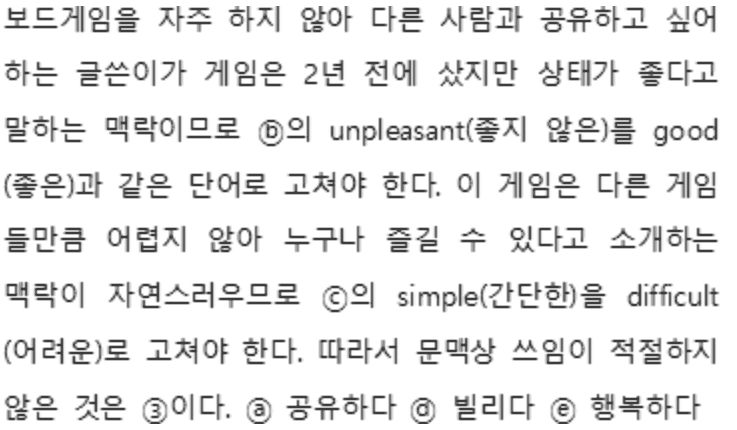 보드게임을 자주 하지 않아 다른 사람과 공유하고 싶어
하는 글쓴이가 게임은 2년 전에 샀지만 상태가 좋다고
말하는 맥락이므로 ⓑ의 unpleasant(좋지 않은)를 good
(좋은)과 같은 단어로 고쳐야 한다. 이 게임은 다른 게임
들만큼 어렵지 않아 누구나 즐길 수 있다고 소개하는
맥락이 자연스러우므로 ⓒ의 simple(간단한)을 difficult
(어려운)로 고쳐야 한다. 따라서 문맥상 쓰임이 적절하지
않은 것은 ③이다. ⓐ 공유하다 ⓓ 빌리다 ⓔ 행복하다